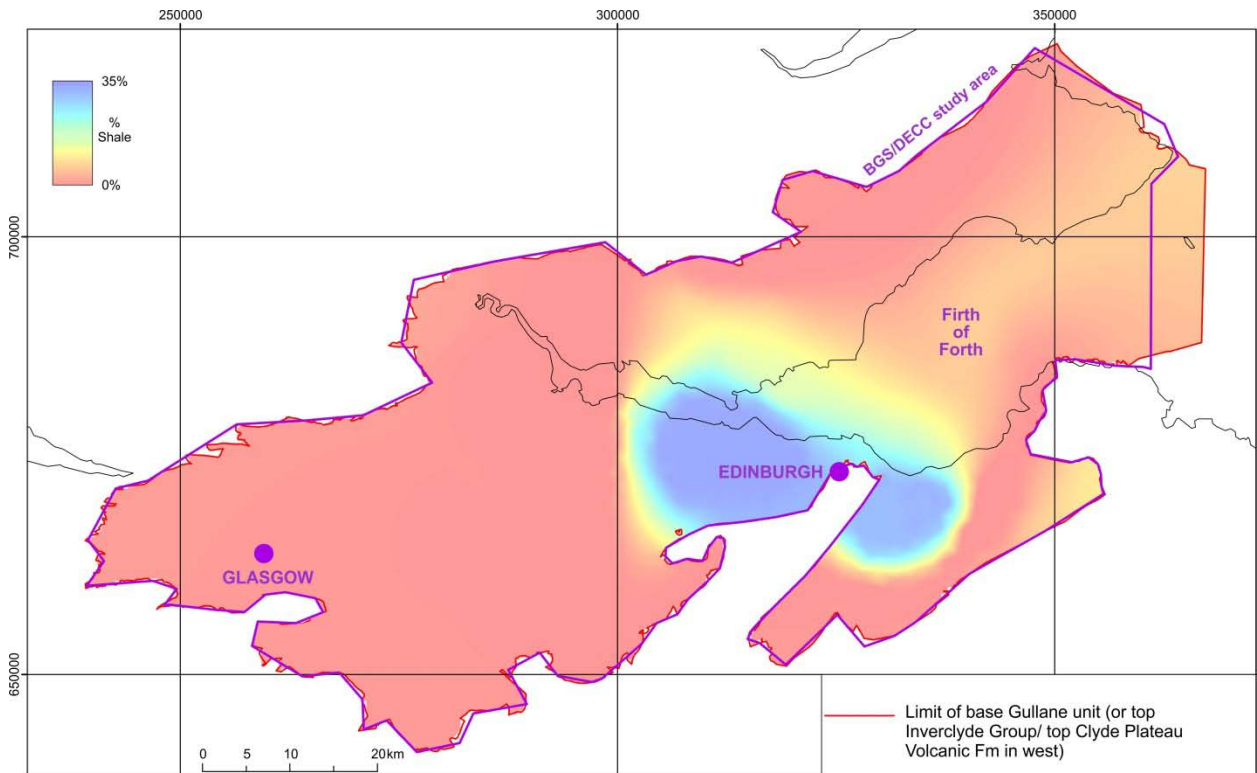 250000
300000
350000
35%
%
Shale
0%
BGS/DECC study area
700000
Firth
of
Forth
EDINBURGH
GLASGOW
650000
0 5 10 20km
Limit of base Gullane unit (or top
Inverclyde Group/ top Clyde Plateau
Volcanic Fm in west)